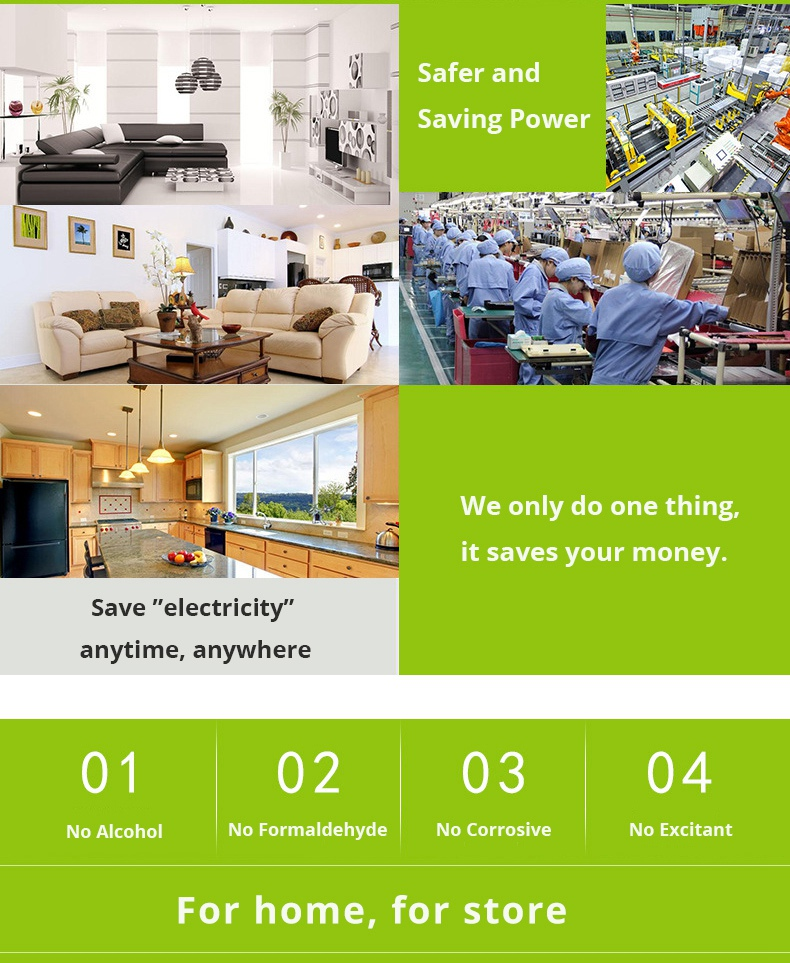 Safer and
Saving Power
We only do one thing,
it saves your money.
Save ”electricity”
anytime, anywhere
01
02
03
04
No Alcohol
No Formaldehyde
No Corrosive
No Excitant
For home, for store